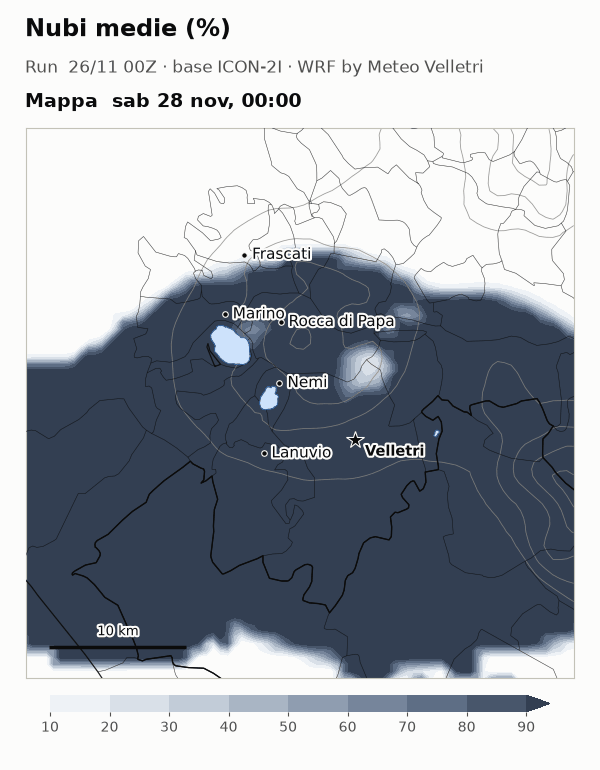 Nubi medie (%)
Run 26/11 00Z · base ICON-2I · WRF by Meteo Velletri
Mappa sab 28 nov, 00:00
Frascati
Marino
Rocca di Papa
Nemi
Velletri
Lanuvio
10 km
10 20 30 40 50 60 70 80 90